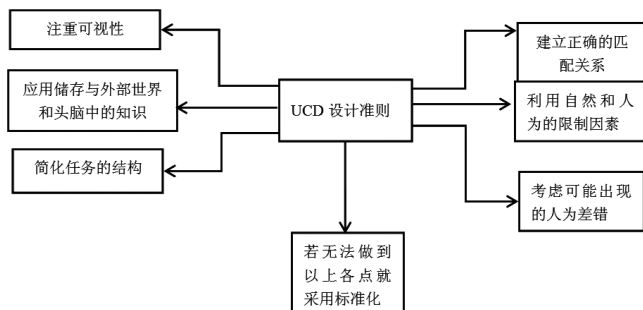 注重可视性
应用储存与外部世界
和头脑中的知识
简化任务的结构
UCD 设计准则
建立正确的匹
配关系
利用自然和人
为的限制因素
考虑可能出现
的人为差错
若无法做到
以上各点就
采用标准化